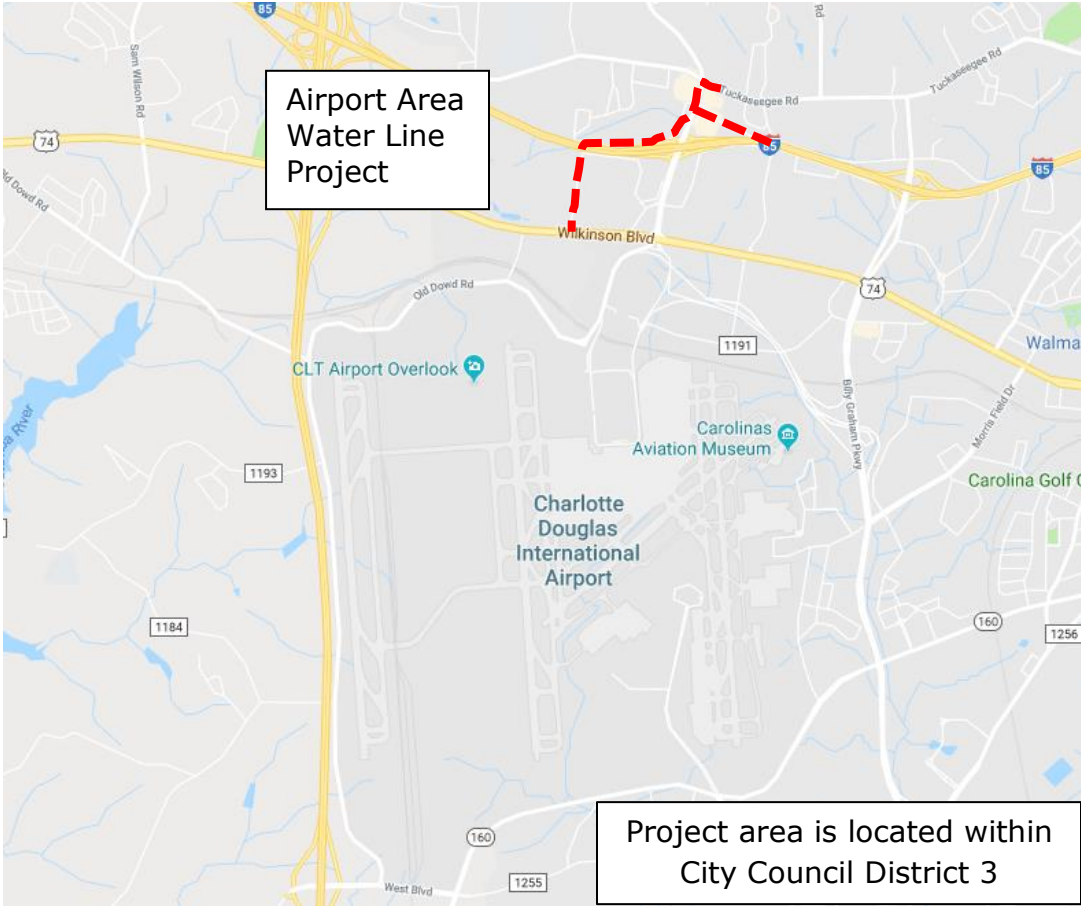 85
Rd
Sam Wilson Rd
Tuckaseegee Rd
Airport Area
Water Line
Project
Tuckaseegee Rd
74
85
85
Old Dowd Rd
Wilkinson Blvd
Old Dowd Rd
74
1191
Walma
CLT Airport Overlook
Billy Graham Pkwy
Morris Field Dr
Carolinas
Aviation Museum
ba River
1193
Carolina Golf C
Charlotte
Douglas
International
Airport
1184
160
1256
160
Project area is located within
City Council District 3
1255
West Blvd